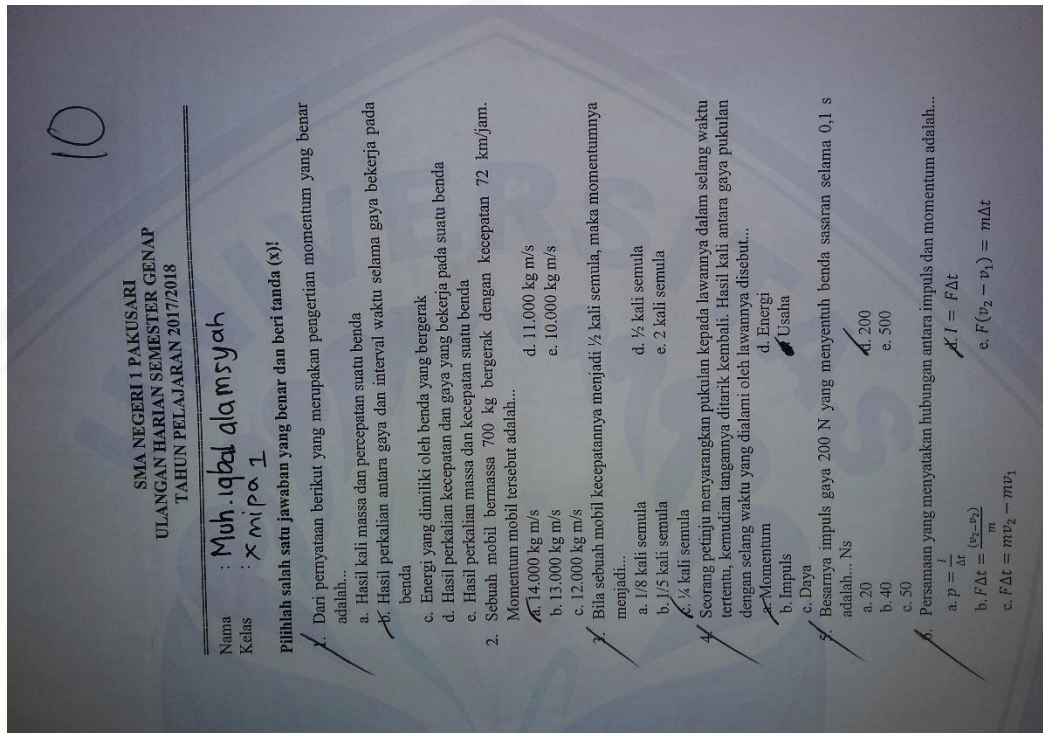 10
SMA NEGERI 1 PAKUSARI
ULANGAN HARIAN SEMESTER GENAP
TAHUN PELAJARAN 2017/2018
Nama : Muh. iqbal alamsyah
Kelas : X mipa 1
Pilihlah salah satu jawaban yang benar dan beri tanda (x)!
1. Dari pernyataan berikut yang merupakan pengertian momentum yang benar
adalah...
a. Hasil kali massa dan percepatan suatu benda
b. Hasil perkalian antara gaya dan interval waktu selama gaya bekerja pada
benda
c. Energi yang dimiliki oleh benda yang bergerak
d. Hasil perkalian kecepatan dan gaya yang bekerja pada suatu benda
e. Hasil perkalian massa dan kecepatan suatu benda
2. Sebuah mobil bermassa 700 kg bergerak dengan kecepatan 72 km/jam.
Momentum mobil tersebut adalah...
a. 14.000 kg m/s d. 11.000 kg m/s
b. 13.000 kg m/s e. 10.000 kg m/s
c. 12.000 kg m/s
3. Bila sebuah mobil kecepatannya menjadi ½ kali semula, maka momentumnya
menjadi...
a. 1/8 kali semula d. ½ kali semula
b. 1/5 kali semula e. 2 kali semula
c. ¼ kali semula
4. Seorang petinju menyarangkan pukulan kepada lawannya dalam selang waktu
tertentu, kemudian tangannya ditarik kembali. Hasil kali antara gaya pukulan
dengan selang waktu yang dialami oleh lawannya disebut...
a. Momentum d. Energi
b. Impuls Usaha
c. Daya
5. Besarnya impuls gaya 200 N yang menyentuh benda sasaran selama 0,1 s
adalah... Ns
a. 20 d. 200
b. 40 e. 500
c. 50
6. Persamaan yang menyatakan hubungan antara impuls dan momentum adalah...
a. p = I/Δt d. I = FΔt
b. FΔt = (v₂−v₂)/m e. F(v₂ − v₁) = mΔt
c. FΔt = mv₂ − mv₁